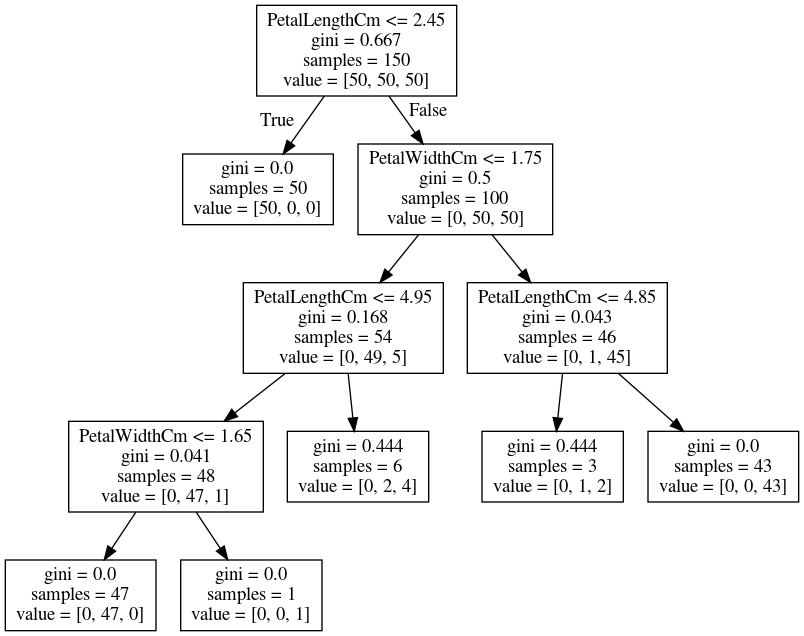 PetalLengthCm <= 2.45
gini = 0.667
samples = 150
value = [50, 50, 50]
True
False
gini = 0.0
samples = 50
value = [50, 0, 0]
PetalWidthCm <= 1.75
gini = 0.5
samples = 100
value = [0, 50, 50]
PetalLengthCm <= 4.95
gini = 0.168
samples = 54
value = [0, 49, 5]
PetalLengthCm <= 4.85
gini = 0.043
samples = 46
value = [0, 1, 45]
PetalWidthCm <= 1.65
gini = 0.041
samples = 48
value = [0, 47, 1]
gini = 0.444
samples = 6
value = [0, 2, 4]
gini = 0.444
samples = 3
value = [0, 1, 2]
gini = 0.0
samples = 43
value = [0, 0, 43]
gini = 0.0
samples = 47
value = [0, 47, 0]
gini = 0.0
samples = 1
value = [0, 0, 1]